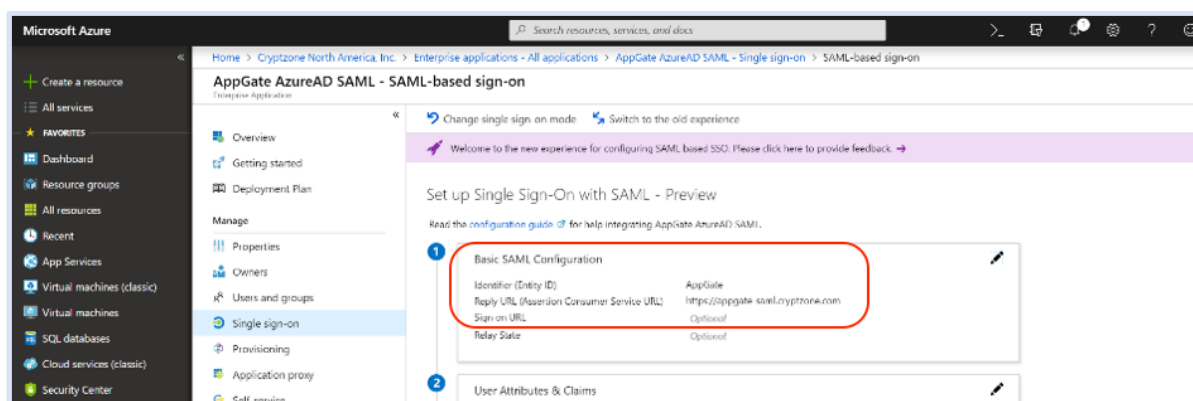 Microsoft Azure
Search resources, services, and docs
Home > Cryptzone North America, Inc. > Enterprise applications - All applications > AppGate AzureAD SAML - Single sign-on > SAML-based sign-on
AppGate AzureAD SAML - SAML-based sign-on
Enterprise Application
Create a resource
All services
FAVORITES
Dashboard
Resource groups
All resources
Recent
App Services
Virtual machines (classic)
Virtual machines
SQL databases
Cloud services (classic)
Security Center
Overview
Getting started
Deployment Plan
Manage
Properties
Owners
Users and groups
Single sign-on
Provisioning
Application proxy
Self-service
Change single sign-on mode Switch to the old experience
Welcome to the new experience for configuring SAML based SSO. Please click here to provide feedback.
Set up Single Sign-On with SAML - Preview
Read the configuration guide for help integrating AppGate AzureAD SAML.
1
Basic SAML Configuration
Identifier (Entity ID) AppGate
Reply URL (Assertion Consumer Service URL) https://appgate-saml.cryptzone.com
Sign on URL Optional
Relay State Optional
2
User Attributes & Claims